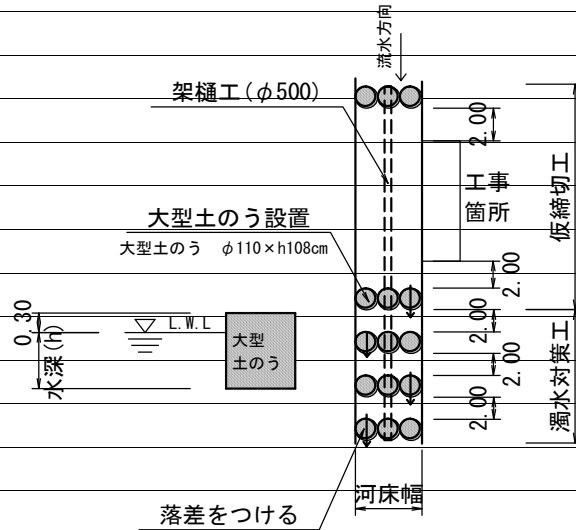 流水方向
架樋工(φ500)
2.00
工事
箇所
仮締切工
大型土のう設置
大型土のう φ110×h108cm
2.00
0.30
L.W.L
水深(h)
大型
土のう
2.00
2.00
2.00
濁水対策工
河床幅
落差をつける